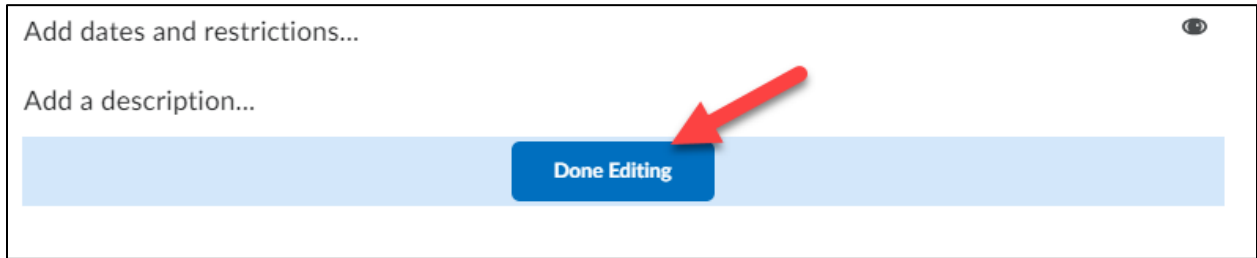 Add dates and restrictions...
Add a description...
Done Editing